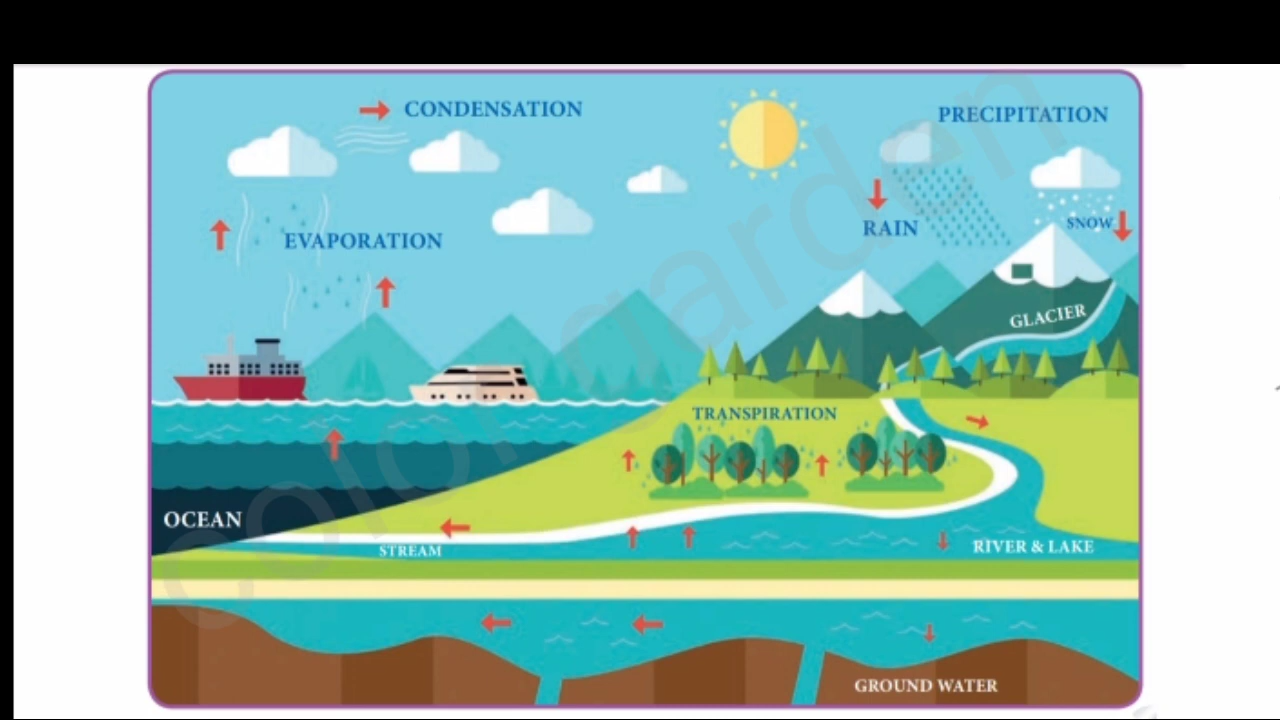 CONDENSATION
PRECIPITATION
RAIN
SNOW
EVAPORATION
GLACIER
TRANSPIRATION
OCEAN
STREAM
RIVER & LAKE
GROUND WATER